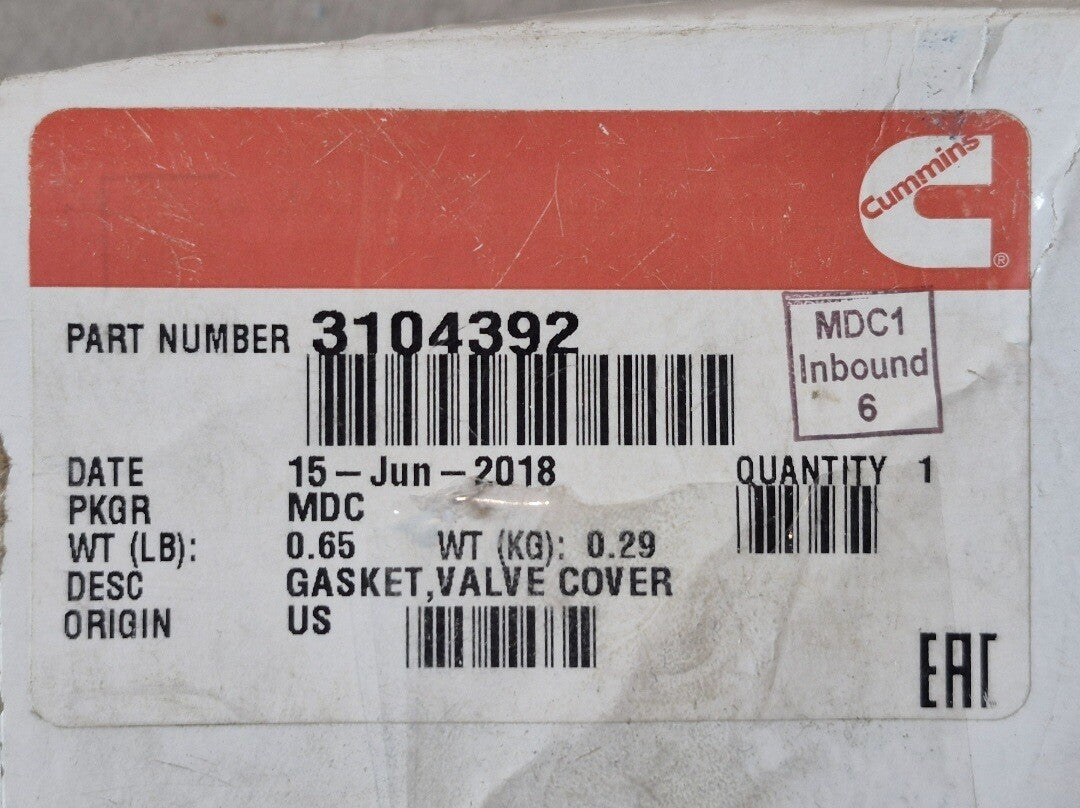 Cummins
®
PART NUMBER 3104392
MDC1
Inbound
6
DATE 15-Jun-2018 QUANTITY 1
PKGR MDC
WT (LB): 0.65 WT (KG): 0.29
DESC GASKET,VALVE COVER
ORIGIN US
EAC